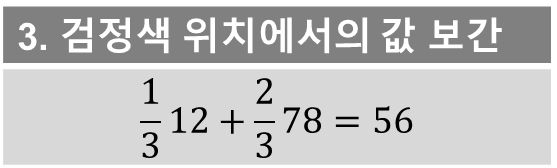 3. 검정색 위치에서의 값 보간
1/3 12 + 2/3 78 = 56